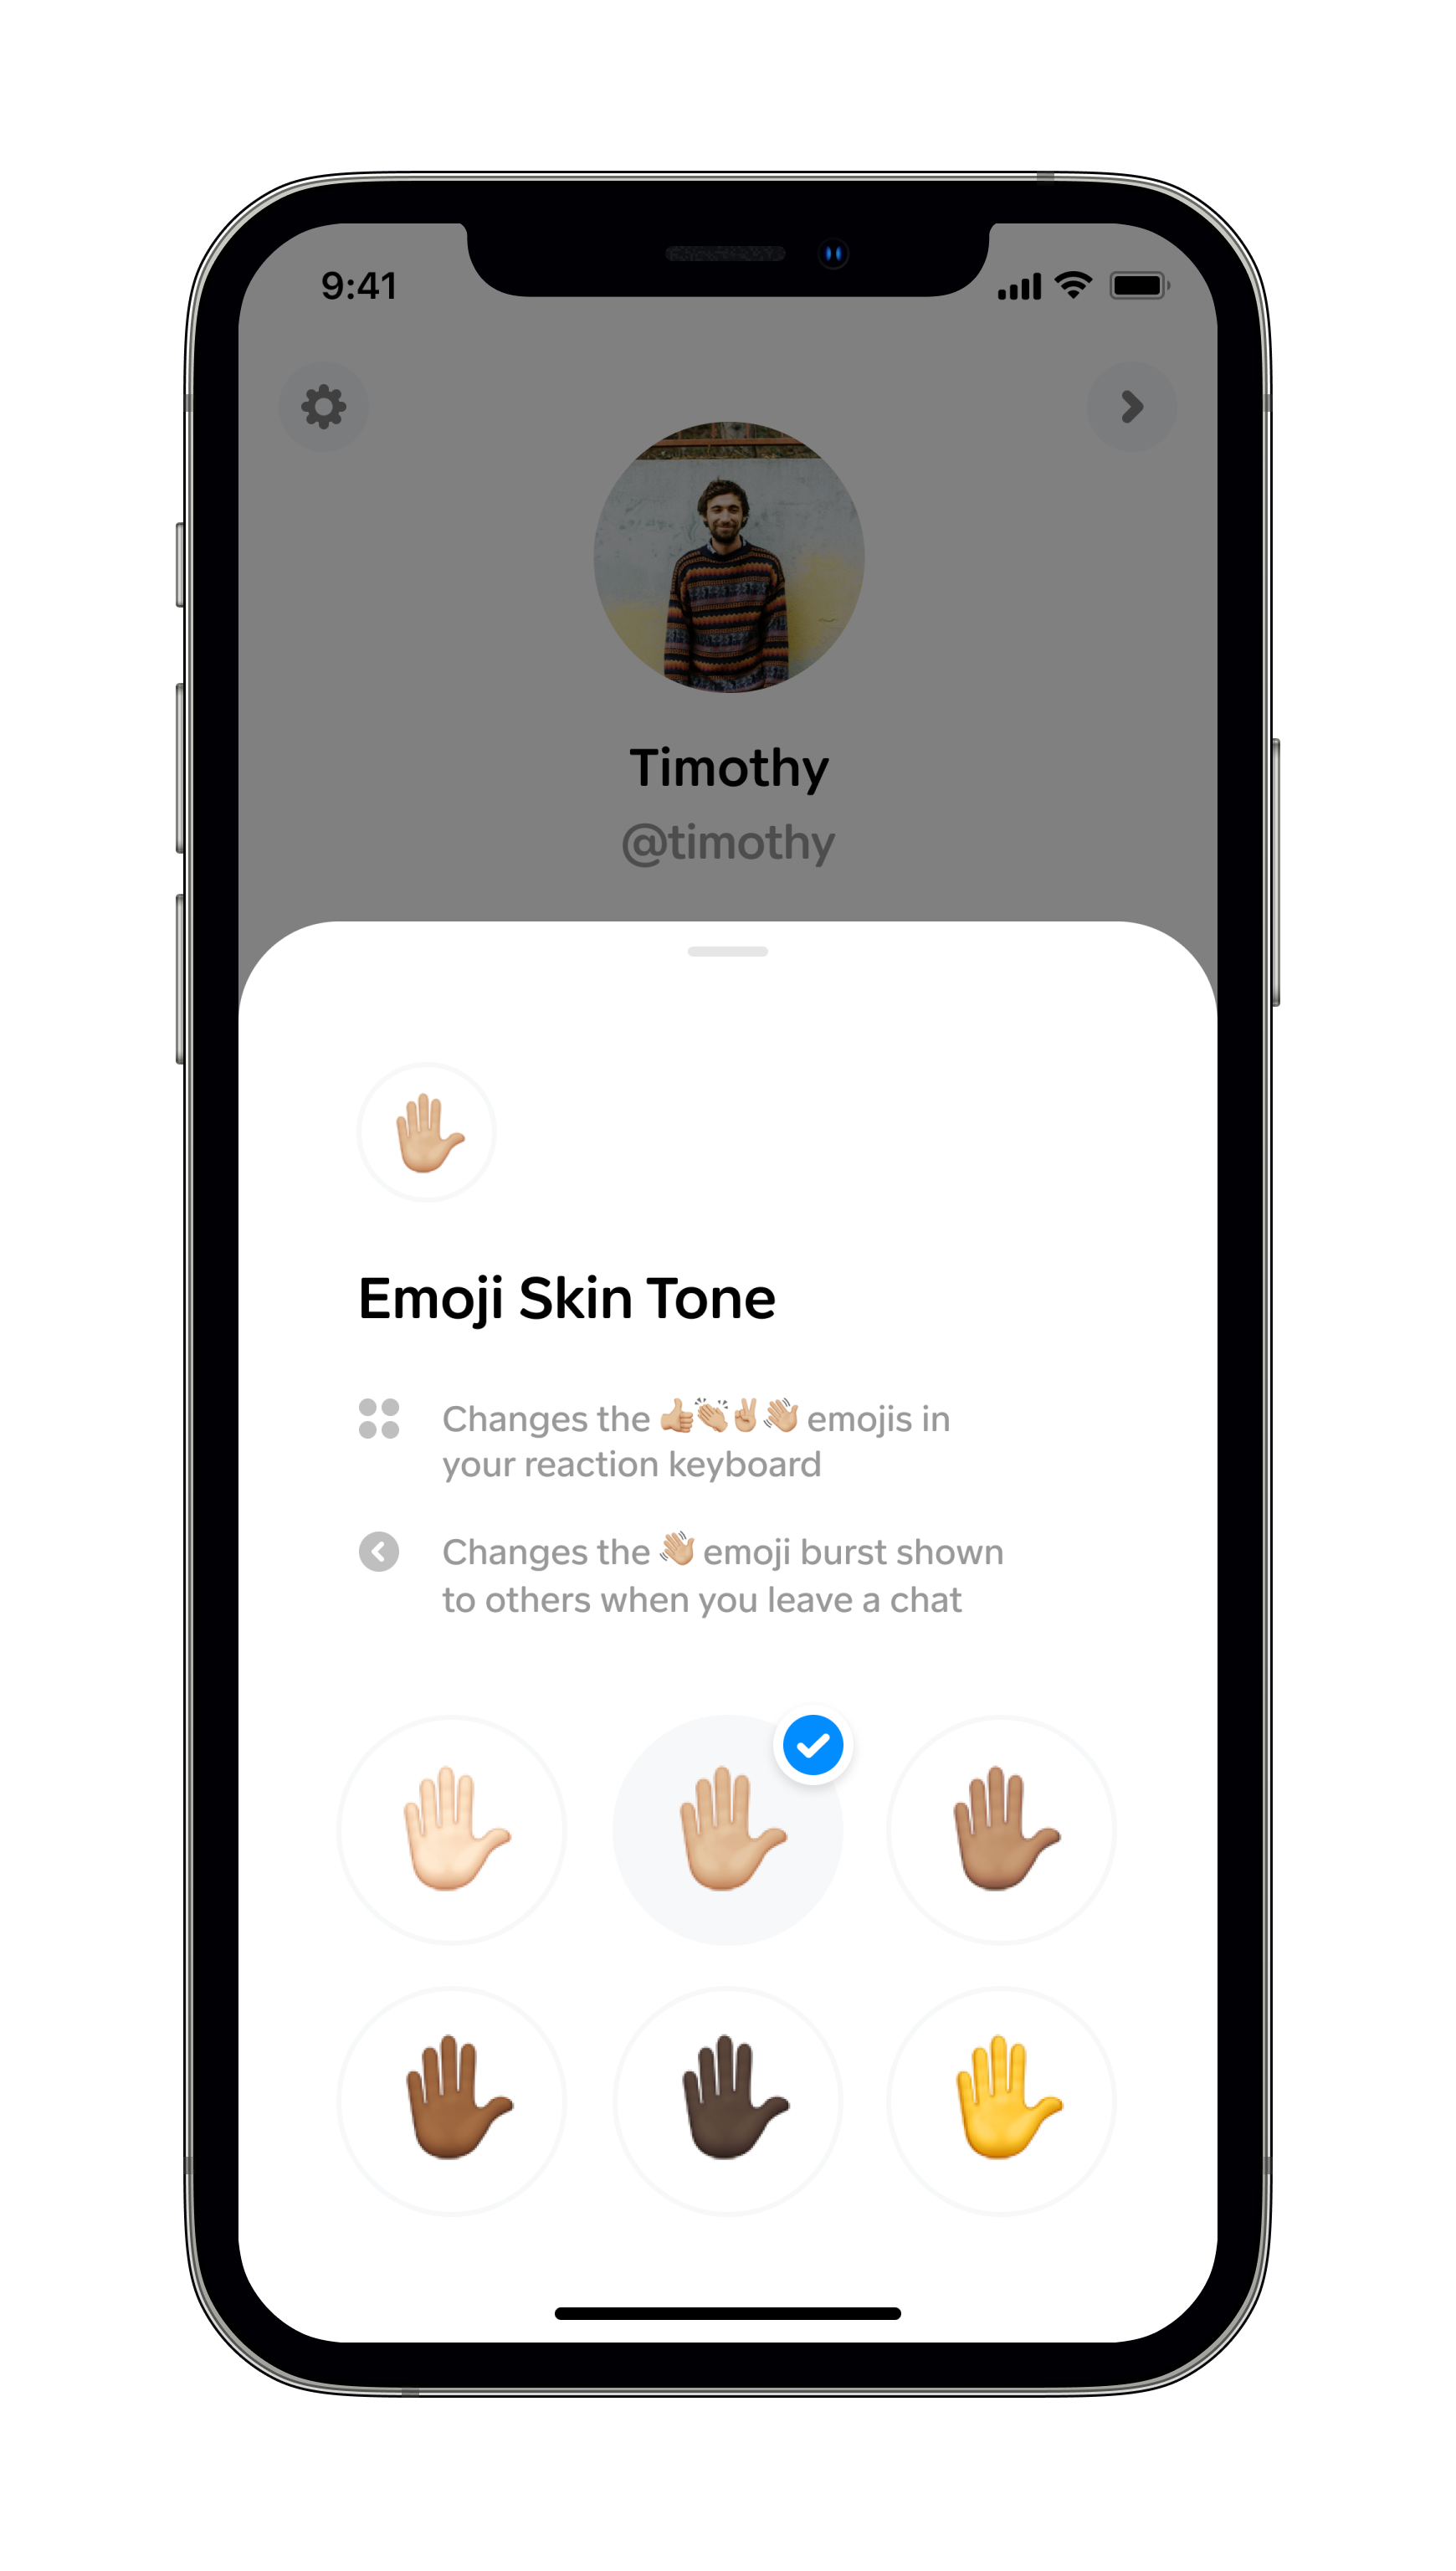 9:41
Timothy
@timothy
Emoji Skin Tone
Changes the 👍🏼👏🏼✌🏼👋🏼 emojis in
your reaction keyboard
Changes the 👋🏼 emoji burst shown
to others when you leave a chat